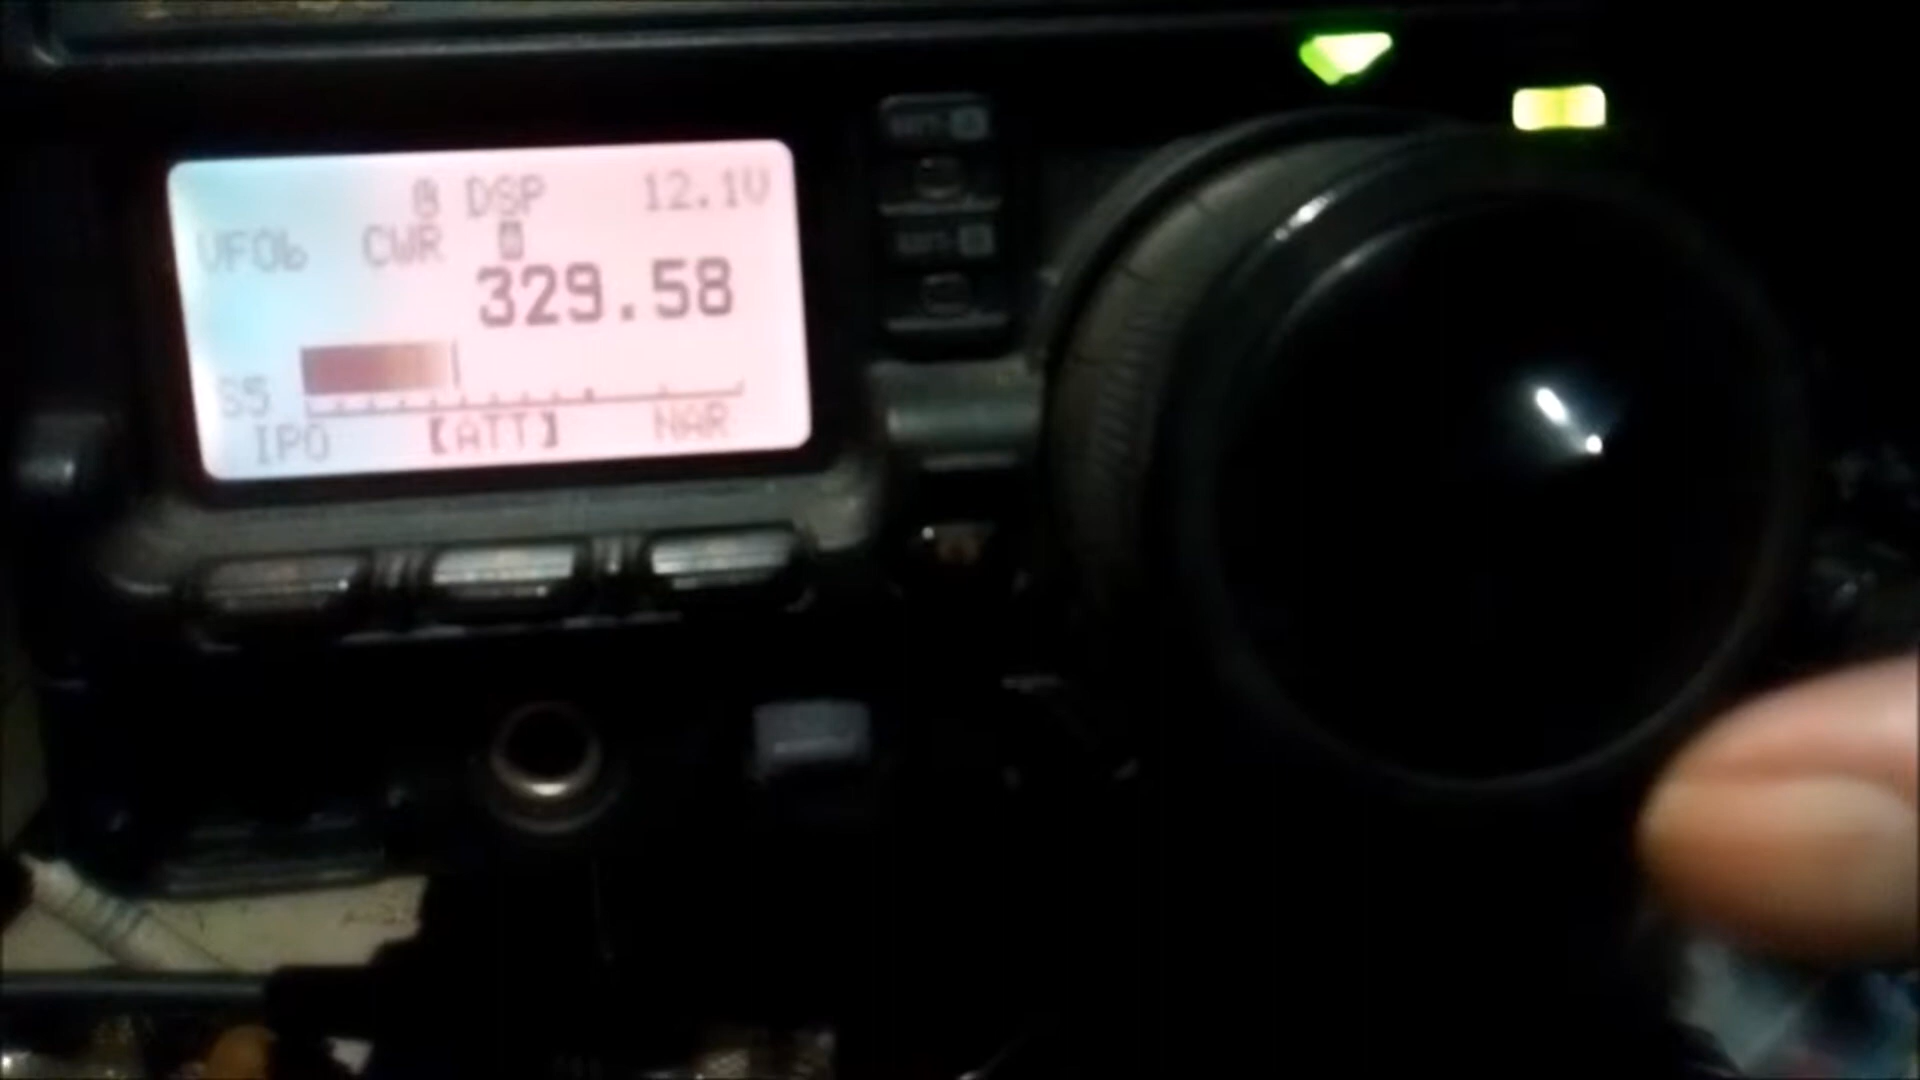 DSP 12.1V
VFOb CWR
329.58
S5
IPO [ATT] NAR